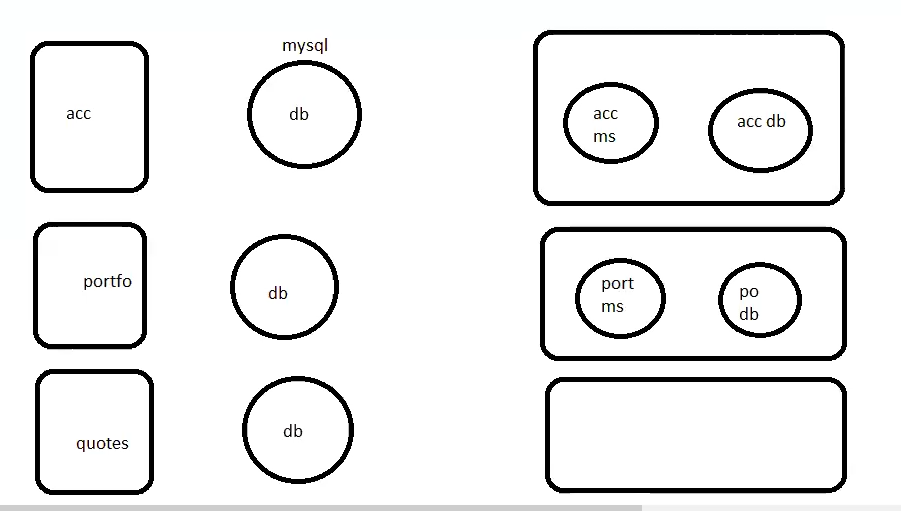 mysql
acc
db
acc
ms
acc db
portfo
db
port
ms
po
db
quotes
db